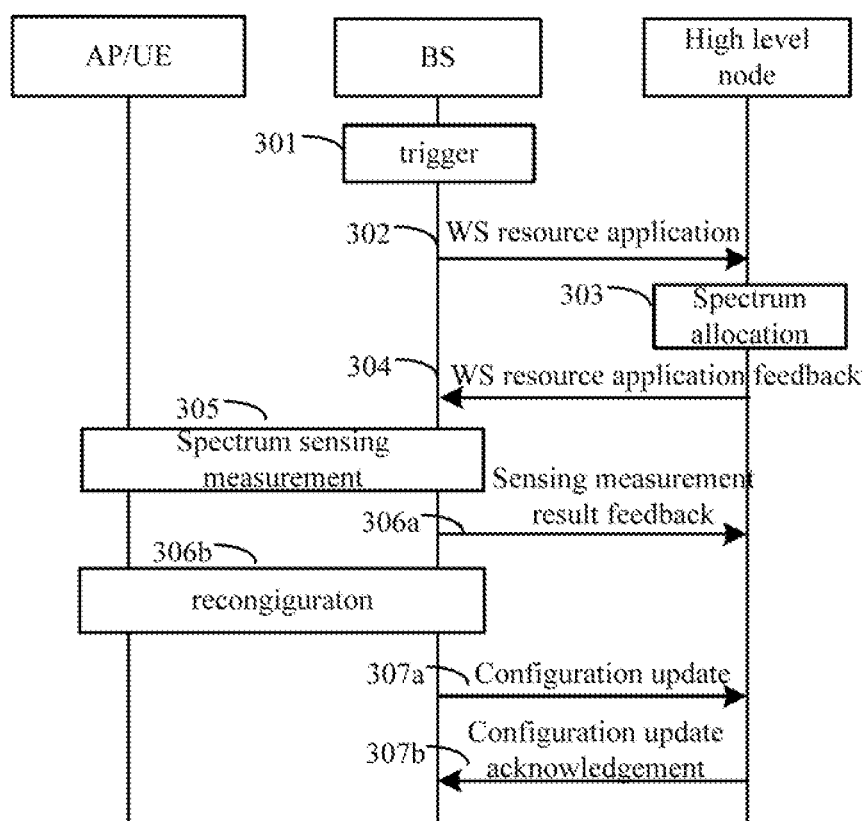 AP/UE
BS
High level
node
301
trigger
302
WS resource application
303
Spectrum
allocation
304
WS resource application feedback
305
Spectrum sensing
measurement
Sensing measurement
result feedback
306a
306b
recongiguraton
307a
Configuration update
Configuration update
307b
acknowledgement